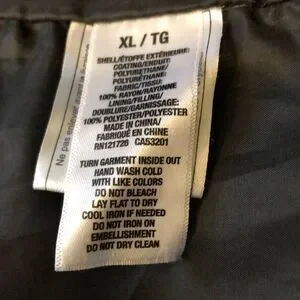 XL / TG
SHELL/ÉTOFFE EXTÉRIEURE:
COATING/ENDUIT:
POLYURETHANE/
POLYURÉTHANE
FABRIC/TISSU:
100% RAYON/RAYONNE
LINING/FILLING/
DOUBLURE/GARNISSAGE:
100% POLYESTER/POLYESTER
MADE IN CHINA/
FABRIQUÉ EN CHINE
RN121728 CA53201
TURN GARMENT INSIDE OUT
HAND WASH COLD
WITH LIKE COLORS
DO NOT BLEACH
LAY FLAT TO DRY
COOL IRON IF NEEDED
DO NOT IRON ON
EMBELLISHMENT
DO NOT DRY CLEAN
Ne pas